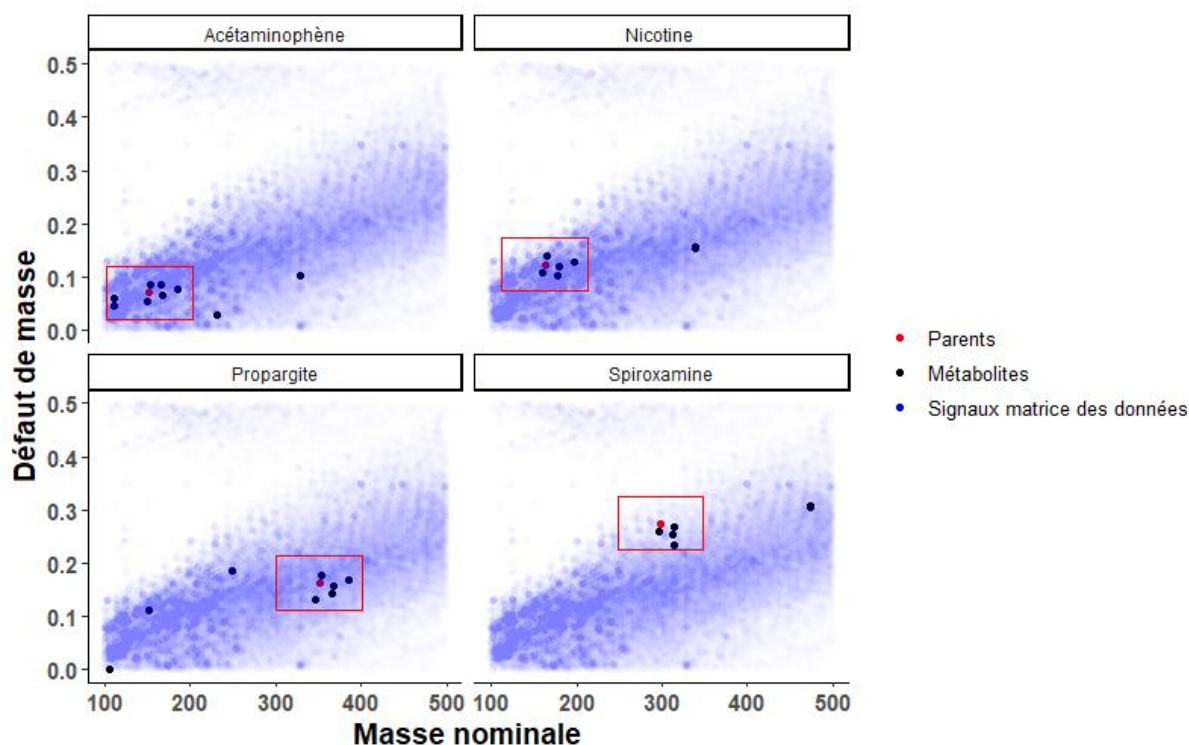 Acétaminophène
Nicotine
0.5
0.4
0.3
0.2
0.1
0.0
Propargite
Spiroxamine
0.5
0.4
0.3
0.2
0.1
0.0
100 200 300 400 500
100 200 300 400 500
Masse nominale
Défaut de masse
Parents
Métabolites
Signaux matrice des données